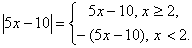 |5x−10| = { 5x−10, x ≥ 2,
−(5x−10), x < 2.